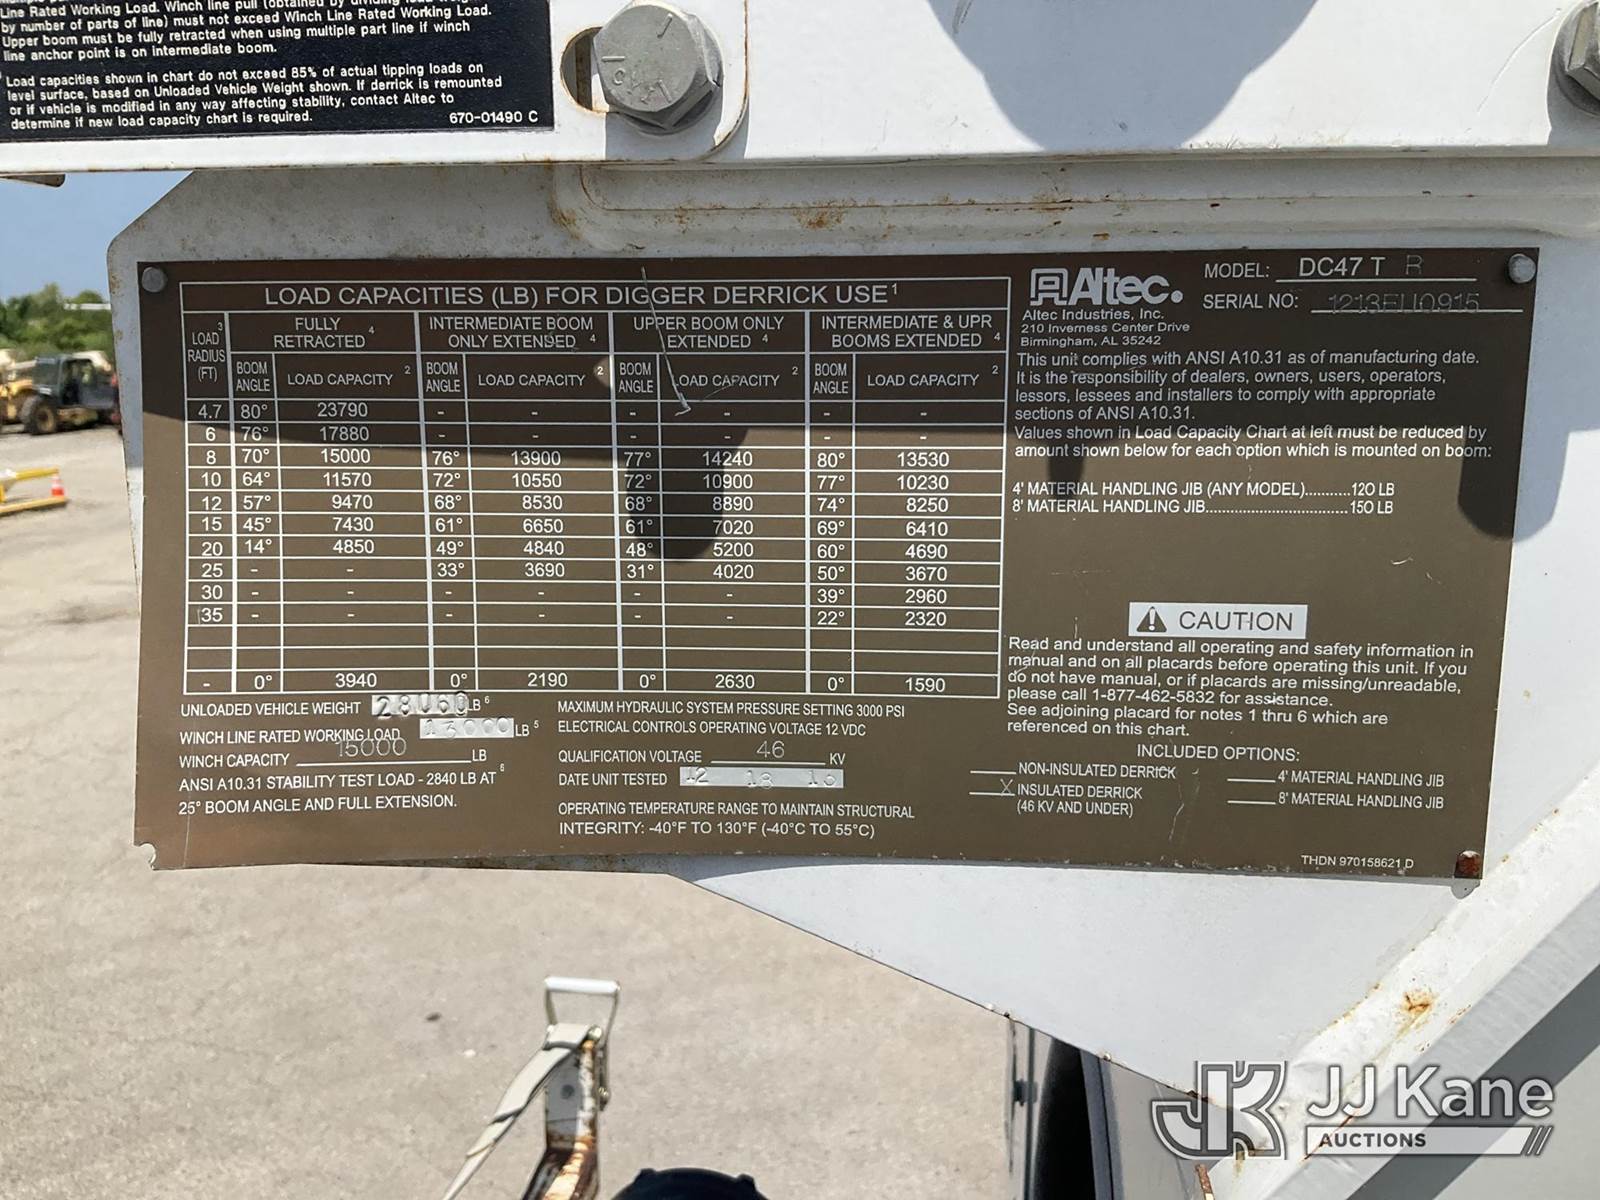 Line Rated Working Load. Winch line pull (obtained by dividing load weight
by number of parts of line) must not exceed Winch Line Rated Working Load.
Upper boom must be fully retracted when using multiple part line if winch
line anchor point is on intermediate boom.
Load capacities shown in chart do not exceed 85% of actual tipping loads on
level surface, based on Unloaded Vehicle Weight shown. If derrick is remounted
or if vehicle is modified in any way affecting stability, contact Altec to
determine if new load capacity chart is required. 670-01490 C
LOAD CAPACITIES (LB) FOR DIGGER DERRICK USE 1
LOAD 3 RADIUS (FT) FULLY RETRACTED 4 INTERMEDIATE BOOM ONLY EXTENDED 4 UPPER BOOM ONLY EXTENDED 4 INTERMEDIATE & UPR BOOMS EXTENDED 4
BOOM ANGLE LOAD CAPACITY 2 BOOM ANGLE LOAD CAPACITY 2 BOOM ANGLE LOAD CAPACITY 2 BOOM ANGLE LOAD CAPACITY 2
4.7 80° 23790 - - - - - -
6 76° 17880 - - - - - -
8 70° 15000 76° 13900 77° 14240 80° 13530
10 64° 11570 72° 10550 72° 10900 77° 10230
12 57° 9470 68° 8530 68° 8890 74° 8250
15 45° 7430 61° 6650 61° 7020 69° 6410
20 14° 4850 49° 4840 48° 5200 60° 4690
25 - - 33° 3690 31° 4020 50° 3670
30 - - - - - - 39° 2960
35 - - - - - - 22° 2320
- 0° 3940 0° 2190 0° 2630 0° 1590
UNLOADED VEHICLE WEIGHT 28060 LB 6
WINCH LINE RATED WORKING LOAD 13000 LB 5
WINCH CAPACITY 15000 LB
ANSI A10.31 STABILITY TEST LOAD - 2840 LB AT 6
25° BOOM ANGLE AND FULL EXTENSION.
MAXIMUM HYDRAULIC SYSTEM PRESSURE SETTING 3000 PSI
ELECTRICAL CONTROLS OPERATING VOLTAGE 12 VDC
QUALIFICATION VOLTAGE 46 KV
DATE UNIT TESTED 12 18
OPERATING TEMPERATURE RANGE TO MAINTAIN STRUCTURAL
INTEGRITY: -40°F TO 130°F (-40°C TO 55°C)
Altec.
Altec Industries, Inc.
210 Inverness Center Drive
Birmingham, AL 35242
MODEL: DC47 T R
SERIAL NO: 1213EU0915
This unit complies with ANSI A10.31 as of manufacturing date.
It is the responsibility of dealers, owners, users, operators,
lessors, lessees and installers to comply with appropriate
sections of ANSI A10.31.
Values shown in Load Capacity Chart at left must be reduced by
amount shown below for each option which is mounted on boom:
4' MATERIAL HANDLING JIB (ANY MODEL)..........120 LB
8' MATERIAL HANDLING JIB................................150 LB
CAUTION
Read and understand all operating and safety information in
manual and on all placards before operating this unit. If you
do not have manual, or if placards are missing/unreadable,
please call 1-877-462-5832 for assistance.
See adjoining placard for notes 1 thru 6 which are
referenced on this chart.
INCLUDED OPTIONS:
NON-INSULATED DERRICK
X INSULATED DERRICK
(46 KV AND UNDER)
4' MATERIAL HANDLING JIB
8' MATERIAL HANDLING JIB
THDN 970158621 D
JK JJ Kane
AUCTIONS